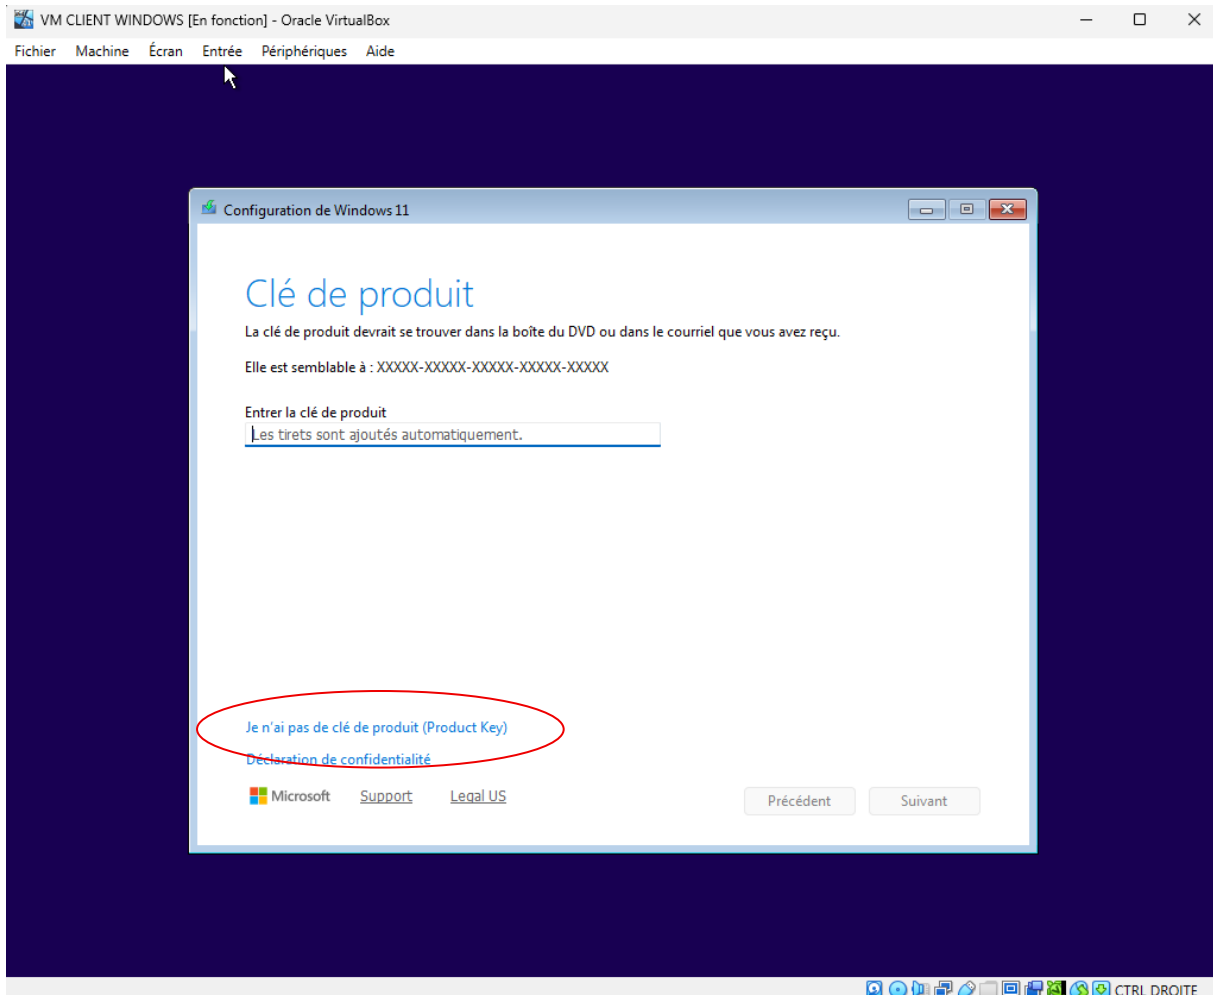 VM CLIENT WINDOWS [En fonction] - Oracle VirtualBox
Fichier Machine Écran Entrée Périphériques Aide
Configuration de Windows 11
Clé de produit
La clé de produit devrait se trouver dans la boîte du DVD ou dans le courriel que vous avez reçu.
Elle est semblable à : XXXXX-XXXXX-XXXXX-XXXXX-XXXXX
Entrer la clé de produit
Les tirets sont ajoutés automatiquement.
Je n'ai pas de clé de produit (Product Key)
Déclaration de confidentialité
Microsoft Support Legal US
Précédent Suivant
CTRL DROITE